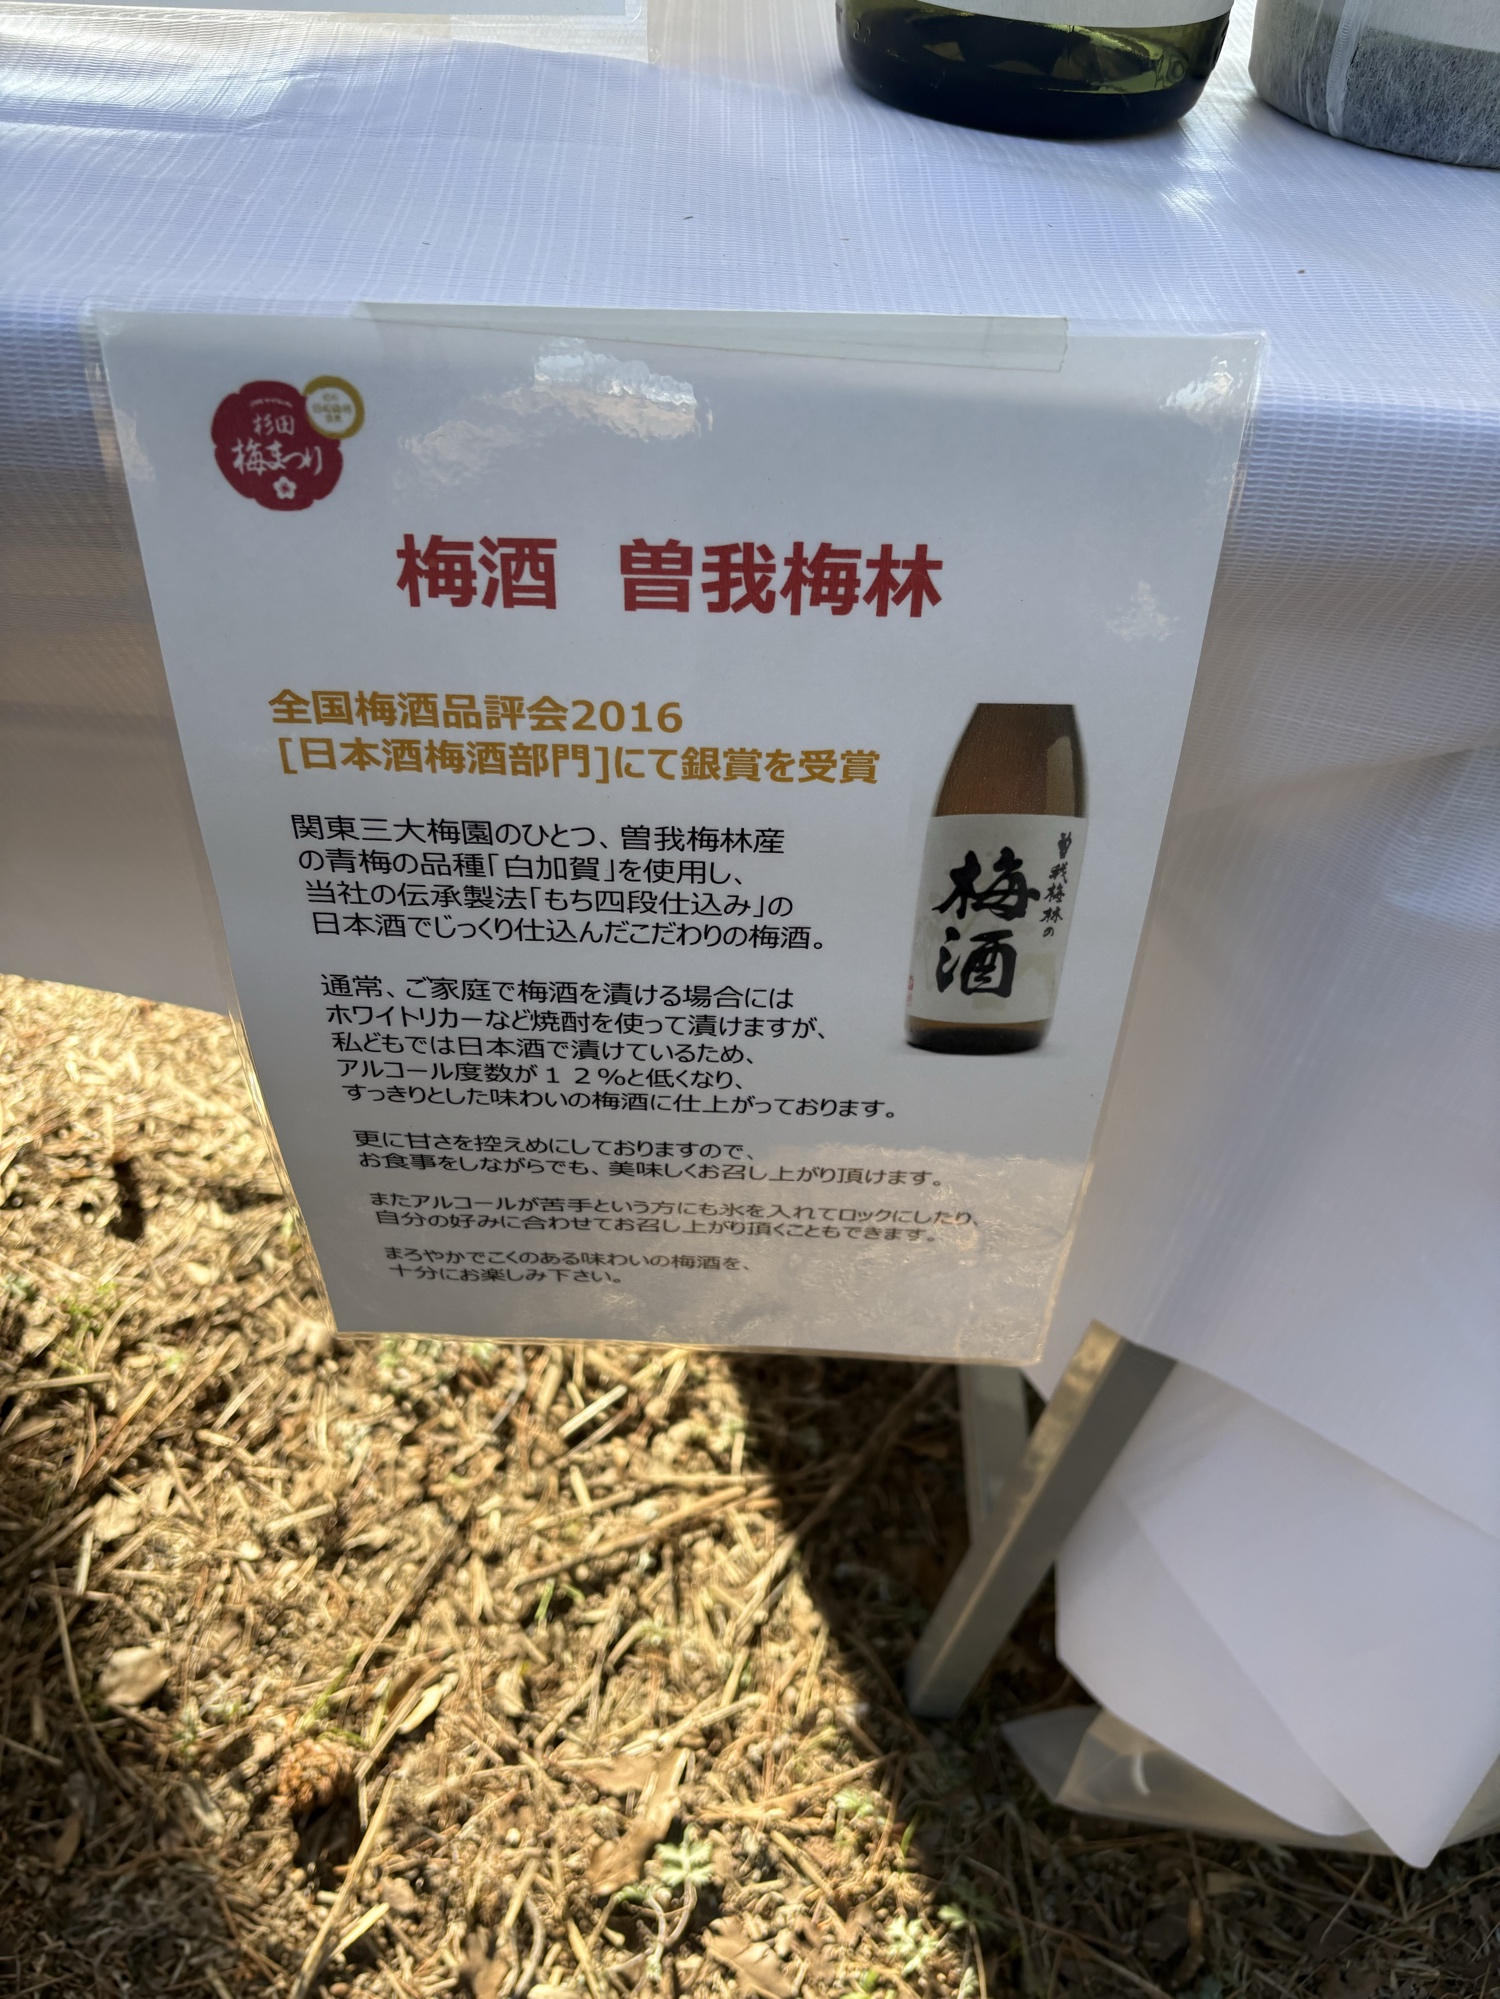 杉田
梅まつり
梅酒 曽我梅林
全国梅酒品評会2016
[日本酒梅酒部門]にて銀賞を受賞
関東三大梅園のひとつ、曽我梅林産
の青梅の品種「白加賀」を使用し、
当社の伝承製法「もち四段仕込み」の
日本酒でじっくり仕込んだこだわりの梅酒。
通常、ご家庭で梅酒を漬ける場合には
ホワイトリカーなど焼酎を使って漬けますが、
私どもでは日本酒で漬けているため、
アルコール度数が１２%と低くなり、
すっきりとした味わいの梅酒に仕上がっております。
更に甘さを控えめにしておりますので、
お食事をしながらでも、美味しくお召し上がり頂けます。
またアルコールが苦手という方にも氷を入れてロックにしたり、
自分の好みに合わせてお召し上がり頂くこともできます。
まろやかでこくのある味わいの梅酒を、
十分にお楽しみ下さい。
曽我梅林の
梅酒